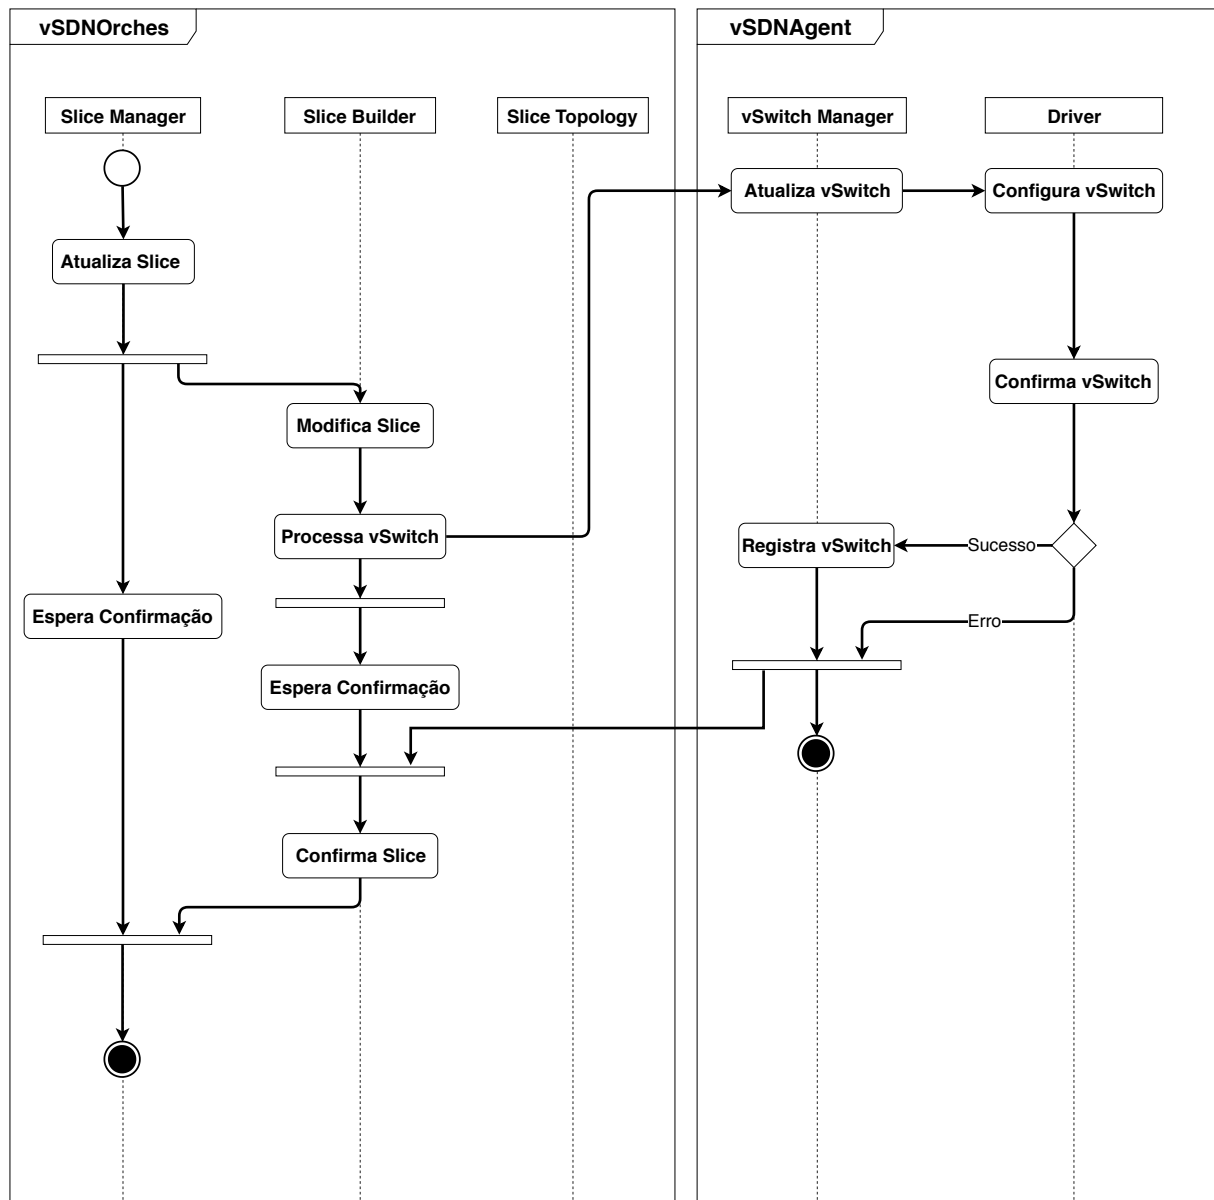 vSDNOrches
vSDNAgent
Slice Manager
Slice Builder
Slice Topology
vSwitch Manager
Driver
Atualiza vSwitch
Configura vSwitch
Atualiza Slice
Confirma vSwitch
Modifica Slice
Processa vSwitch
Registra vSwitch
Sucesso
Espera Confirmação
Erro
Espera Confirmação
Confirma Slice